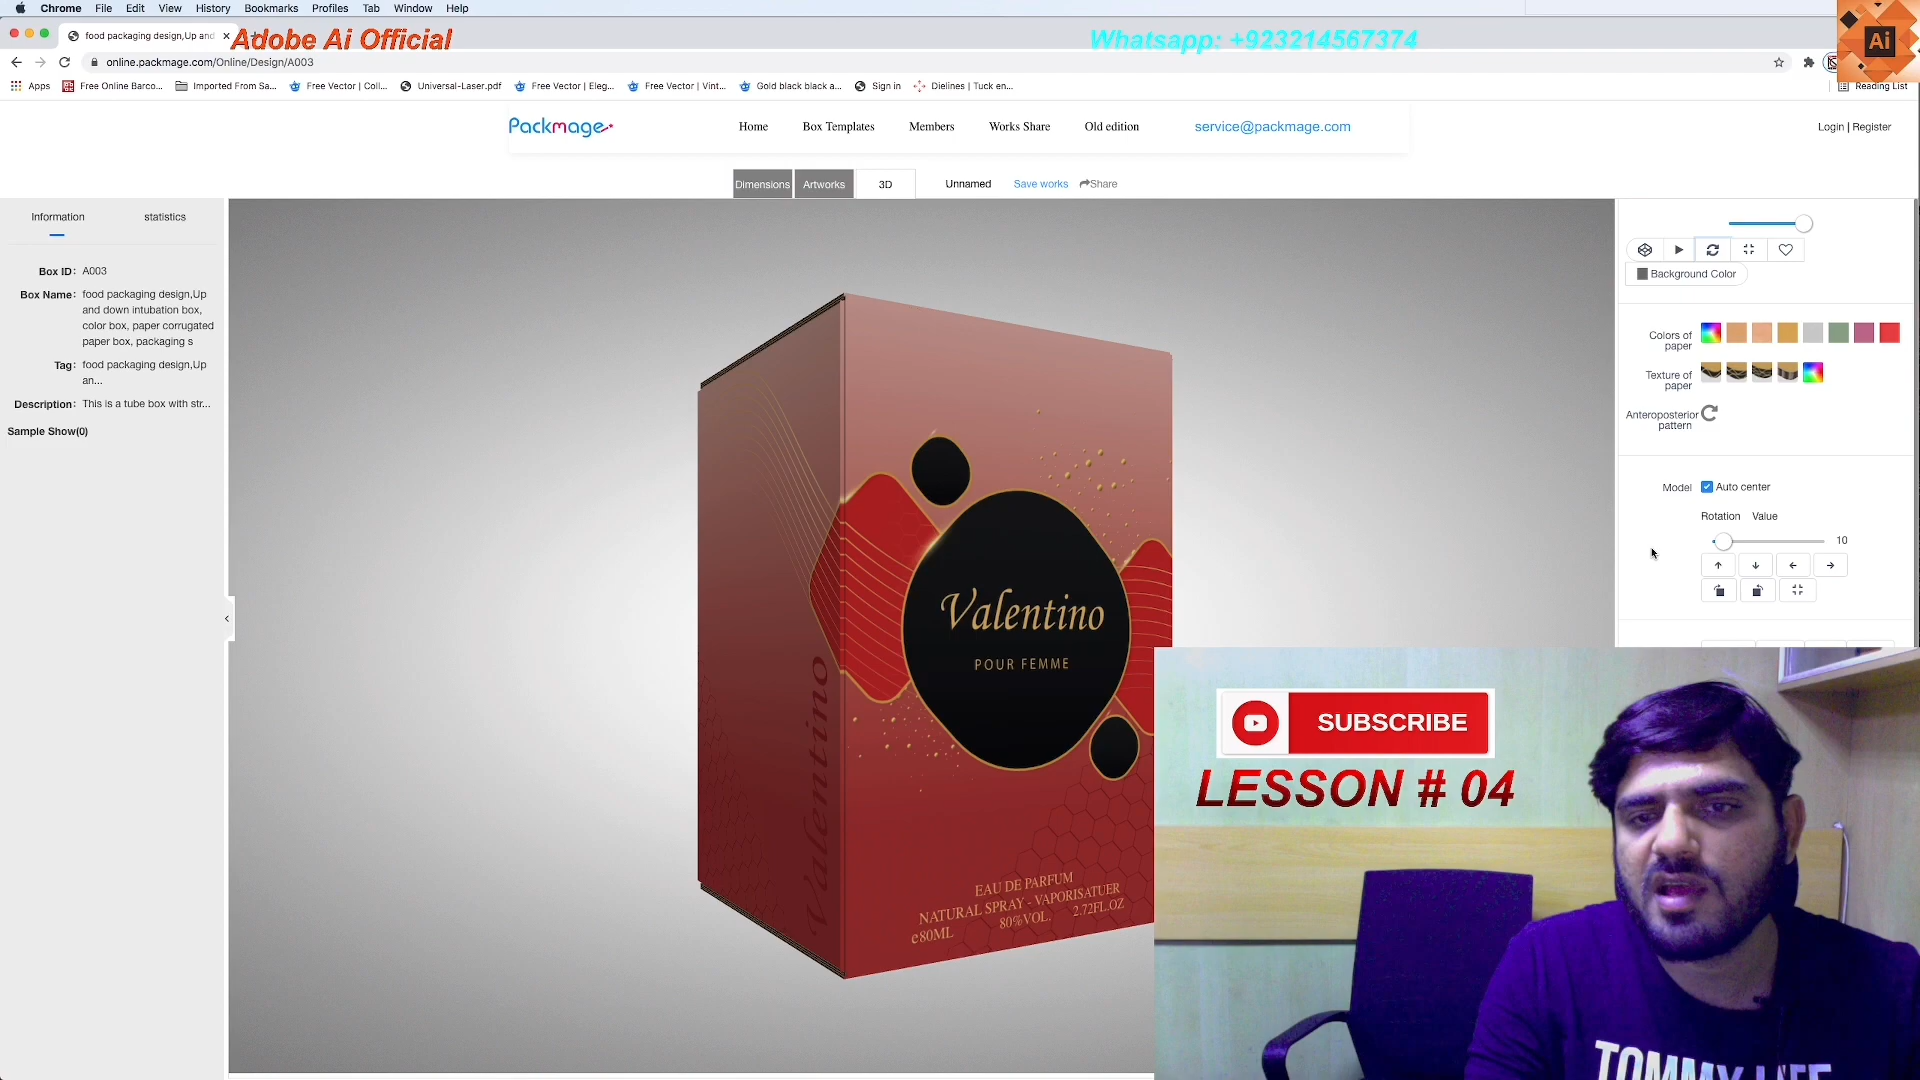 Chrome File Edit View History Bookmarks Profiles Tab Window Help
food packaging design,Up and
Adobe Ai Official
Whatsapp: +923214567374
Ai
online.packmage.com/Online/Design/A003
Apps Free Online Barco... Imported From Sa... Free Vector | Coll... Universal-Laser.pdf Free Vector | Eleg... Free Vector | Vint... Gold black black a... Sign in Dielines | Tuck en... Reading List
Packmage Home Box Templates Members Works Share Old edition service@packmage.com Login | Register
Dimensions Artworks 3D Unnamed Save works Share
Information statistics
Box ID: A003
Box Name: food packaging design,Up
and down intubation box,
color box, paper corrugated
paper box, packaging s
Tag: food packaging design,Up
an...
Description: This is a tube box with str...
Sample Show(0)
Valentino
POUR FEMME
Valentino
EAU DE PARFUM
NATURAL SPRAY - VAPORISATUER
80%VOL. 2.72FL.OZ
e80ML
Background Color
Colors of
paper
Texture of
paper
Anteroposterior
pattern
Model Auto center
Rotation Value
10
SUBSCRIBE
LESSON # 04